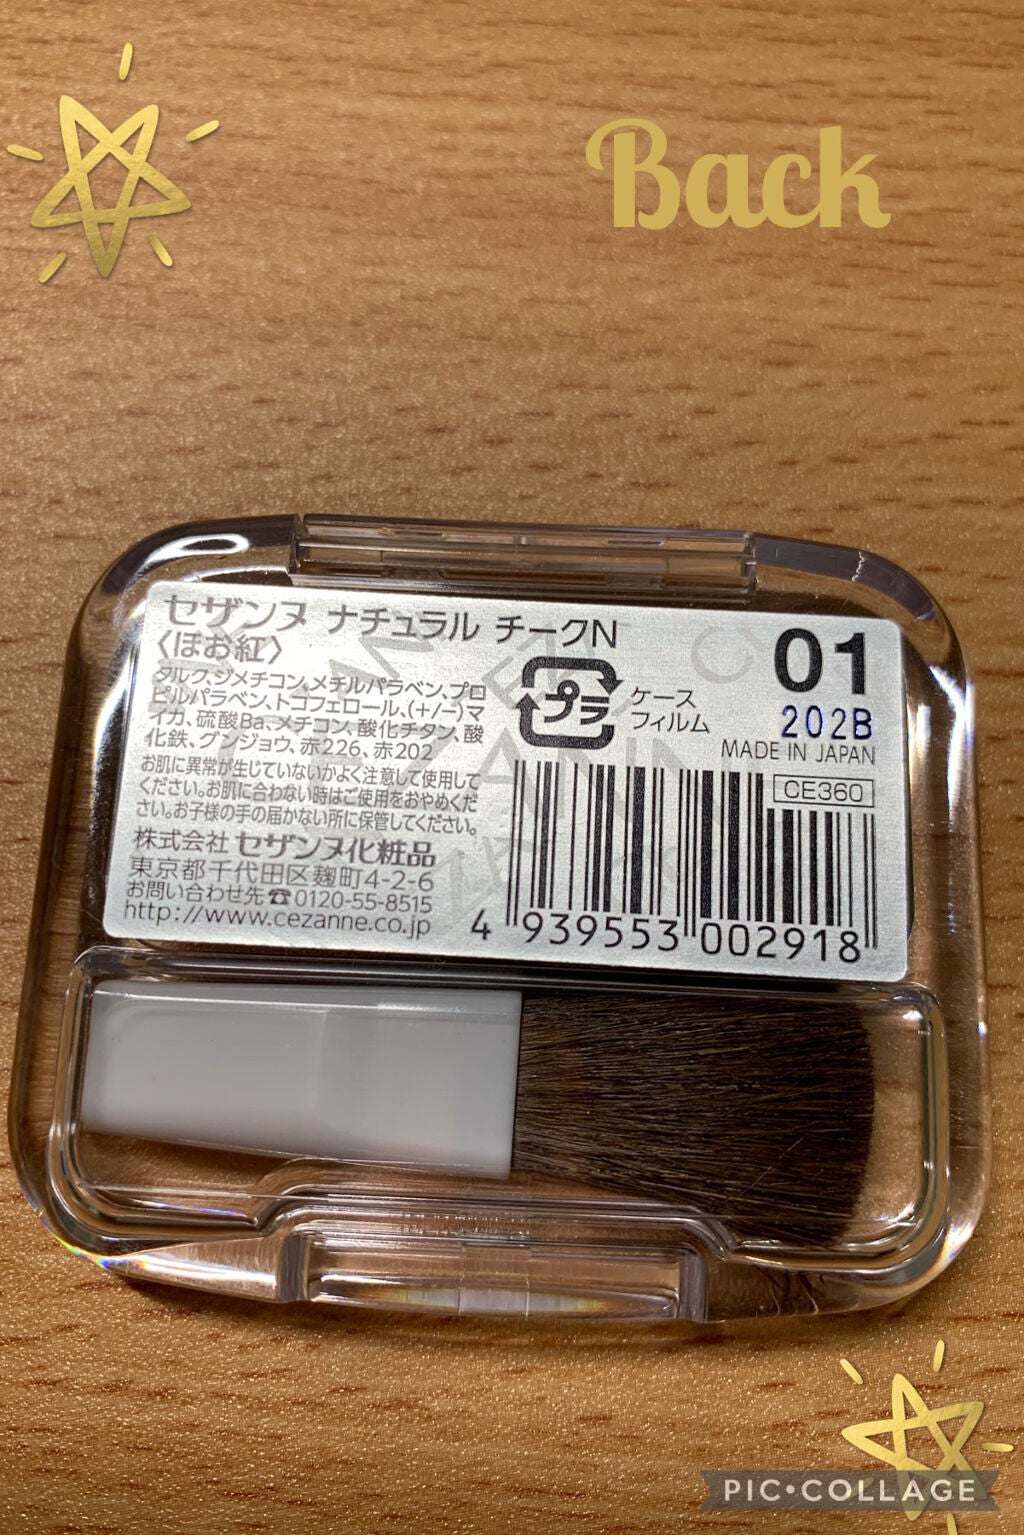 Back
セザンヌ ナチュラル チークN
〈ほお紅〉
タルク､ジメチコン､メチルパラベン､プロ
ピルパラベン､トコフェロール､(+/−)マ
イカ､硫酸Ba､メチコン､酸化チタン､酸
化鉄､グンジョウ､赤226､赤202
お肌に異常が生じていないかよく注意して使用して
ください｡お肌に合わない時はご使用をおやめくだ
さい｡お子様の手の届かない所に保管してください｡
株式会社 セザンヌ化粧品
東京都千代田区麹町4-2-6
お問い合わせ先☎0120-55-8515
http://www.cezanne.co.jp
プラ
ケース
フィルム
01
202B
MADE IN JAPAN
CE360
4 939553 002918
PIC•COLLAGE